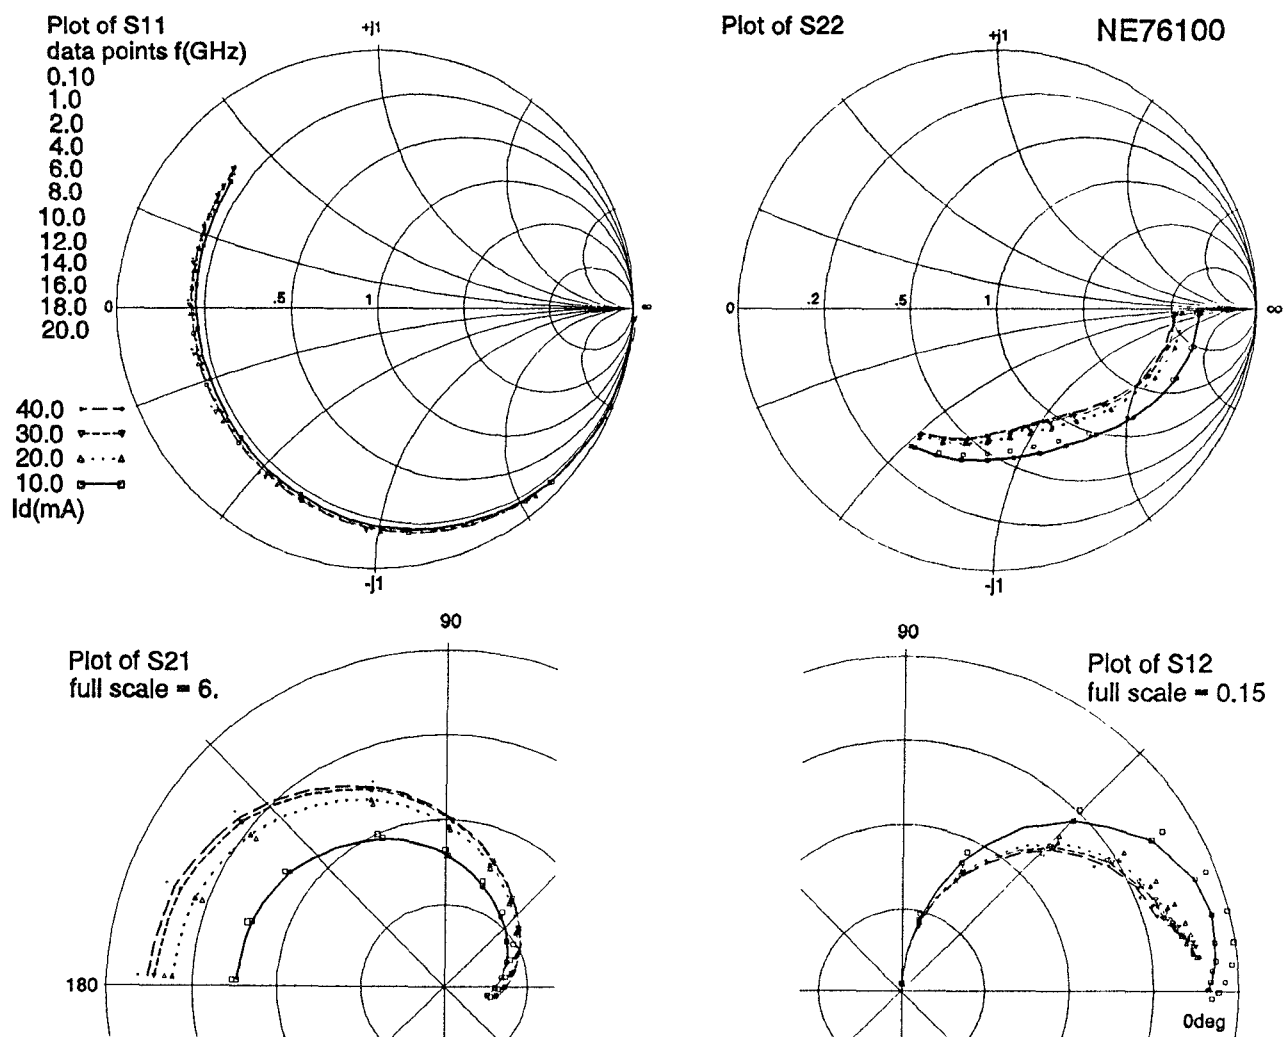 Plot of S11
data points f(GHz)
0.10
1.0
2.0
4.0
6.0
8.0
10.0
12.0
14.0
16.0
18.0
20.0
40.0
30.0
20.0
10.0
Id(mA)
+j1
0
.5
1
∞
-j1
Plot of S22
NE76100
+j1
0
.2
.5
1
∞
-j1
Plot of S21
full scale = 6.
90
180
90
Plot of S12
full scale = 0.15
0deg